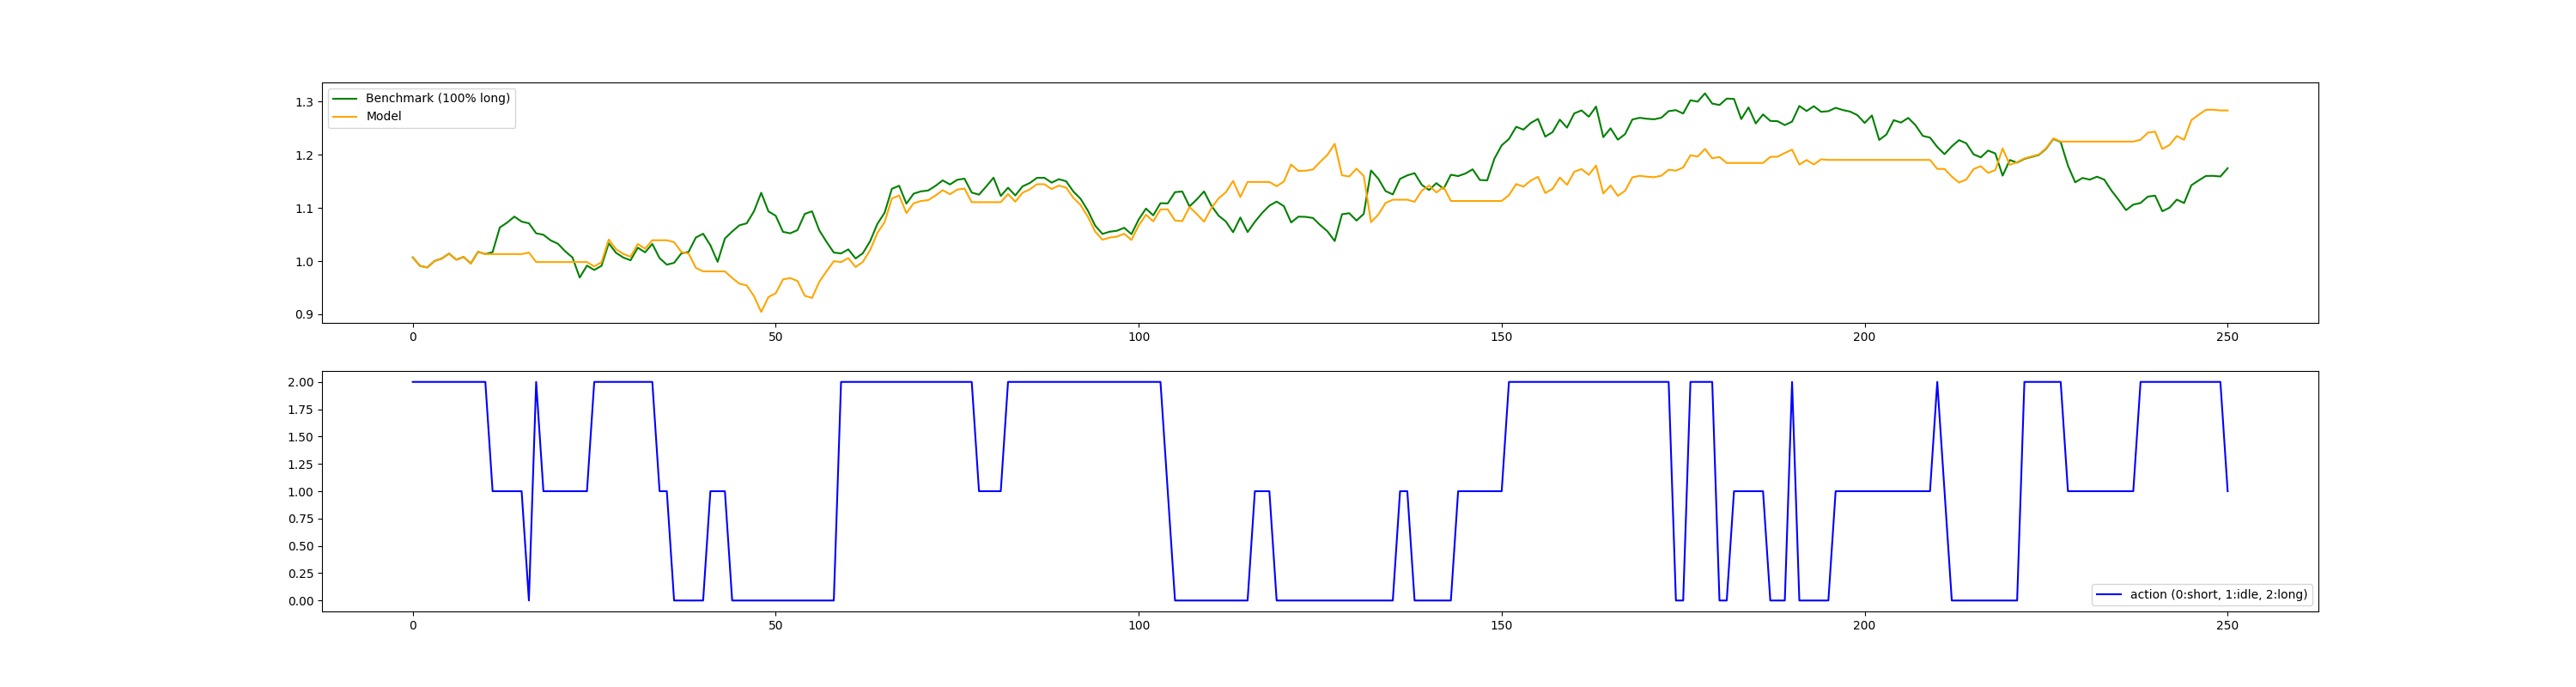 Benchmark (100% long)
Model
1.3
1.2
1.1
1.0
0.9
0 50 100 150 200 250
2.00
1.75
1.50
1.25
1.00
0.75
0.50
0.25
0.00
action (0:short, 1:idle, 2:long)
0 50 100 150 200 250